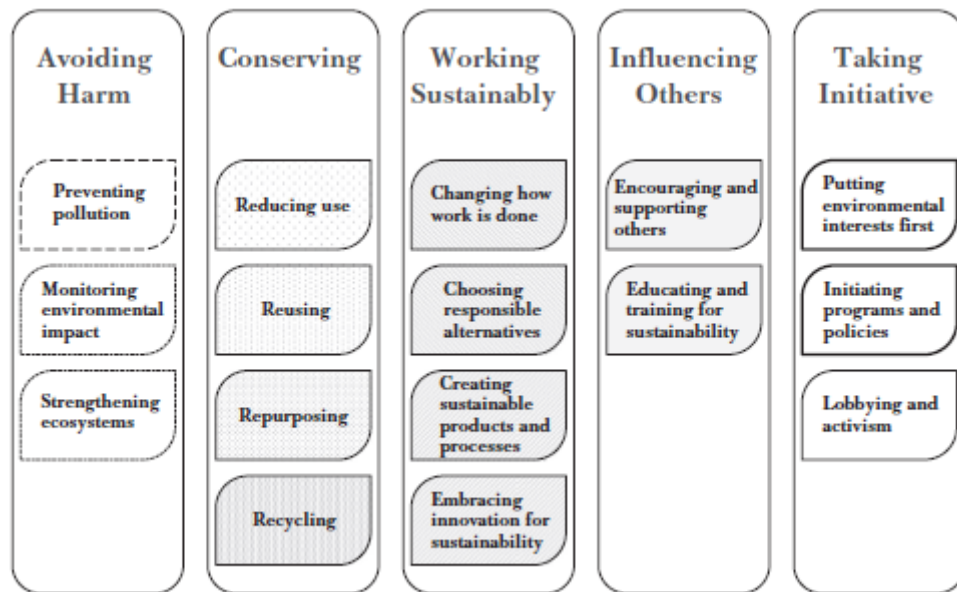 Avoiding
Harm
Preventing
pollution
Monitoring
environmental
impact
Strengthening
ecosystems
Conserving
Reducing use
Reusing
Repurposing
Recycling
Working
Sustainably
Changing how
work is done
Choosing
responsible
alternatives
Creating
sustainable
products and
processes
Embracing
innovation for
sustainability
Influencing
Others
Encouraging and
supporting
others
Educating and
training for
sustainability
Taking
Initiative
Putting
environmental
interests first
Initiating
programs and
policies
Lobbying and
activism